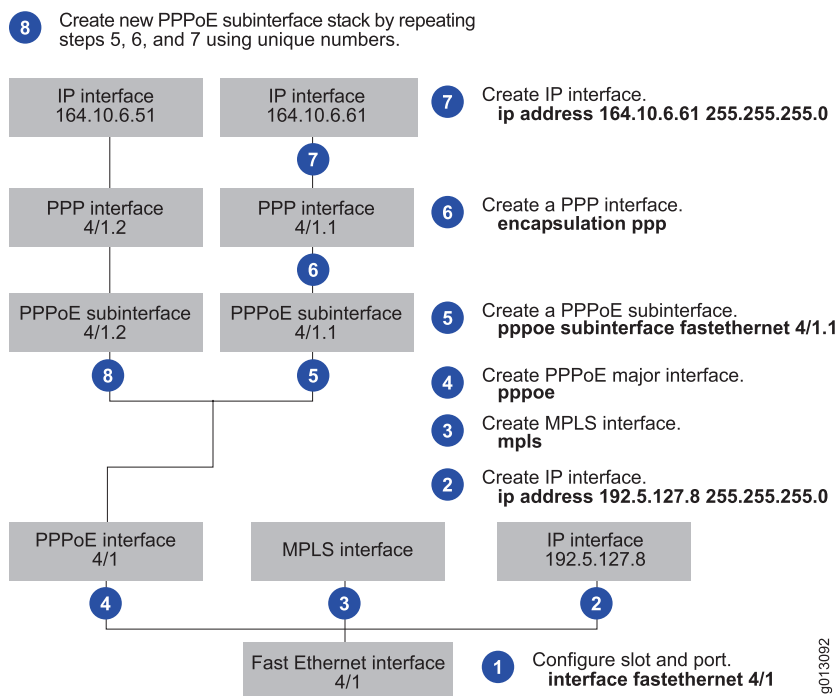 8
Create new PPPoE subinterface stack by repeating
steps 5, 6, and 7 using unique numbers.
IP interface
164.10.6.51
IP interface
164.10.6.61
7
Create IP interface.
ip address 164.10.6.61 255.255.255.0
7
PPP interface
4/1.2
PPP interface
4/1.1
6
Create a PPP interface.
encapsulation ppp
6
PPPoE subinterface
4/1.2
PPPoE subinterface
4/1.1
5
Create a PPPoE subinterface.
pppoe subinterface fastethernet 4/1.1
8
5
4
Create PPPoE major interface.
pppoe
3
Create MPLS interface.
mpls
2
Create IP interface.
ip address 192.5.127.8 255.255.255.0
PPPoE interface
4/1
MPLS interface
IP interface
192.5.127.8
4
3
2
Fast Ethernet interface
4/1
1
Configure slot and port.
interface fastethernet 4/1
g013092